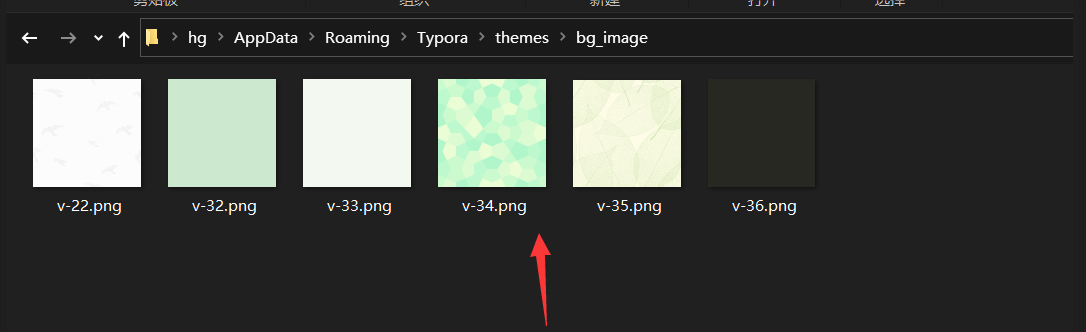 剪贴板 组织 新建 打开 选择
hg AppData Roaming Typora themes bg_image
v-22.png v-32.png v-33.png v-34.png v-35.png v-36.png